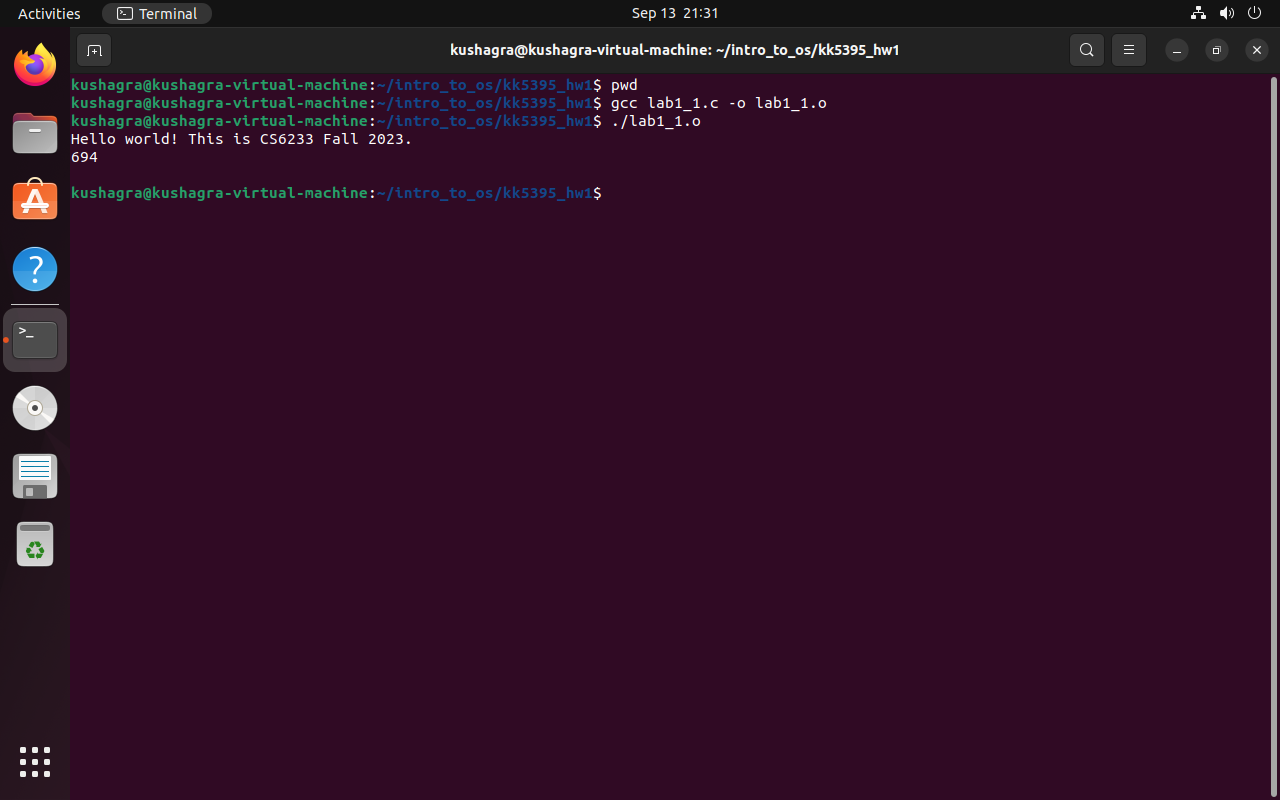 Activities
Terminal
Sep 13 21:31
kushagra@kushagra-virtual-machine: ~/intro_to_os/kk5395_hw1
kushagra@kushagra-virtual-machine:~/intro_to_os/kk5395_hw1$ pwd
kushagra@kushagra-virtual-machine:~/intro_to_os/kk5395_hw1$ gcc lab1_1.c -o lab1_1.o
kushagra@kushagra-virtual-machine:~/intro_to_os/kk5395_hw1$ ./lab1_1.o
Hello world! This is CS6233 Fall 2023.
694
kushagra@kushagra-virtual-machine:~/intro_to_os/kk5395_hw1$